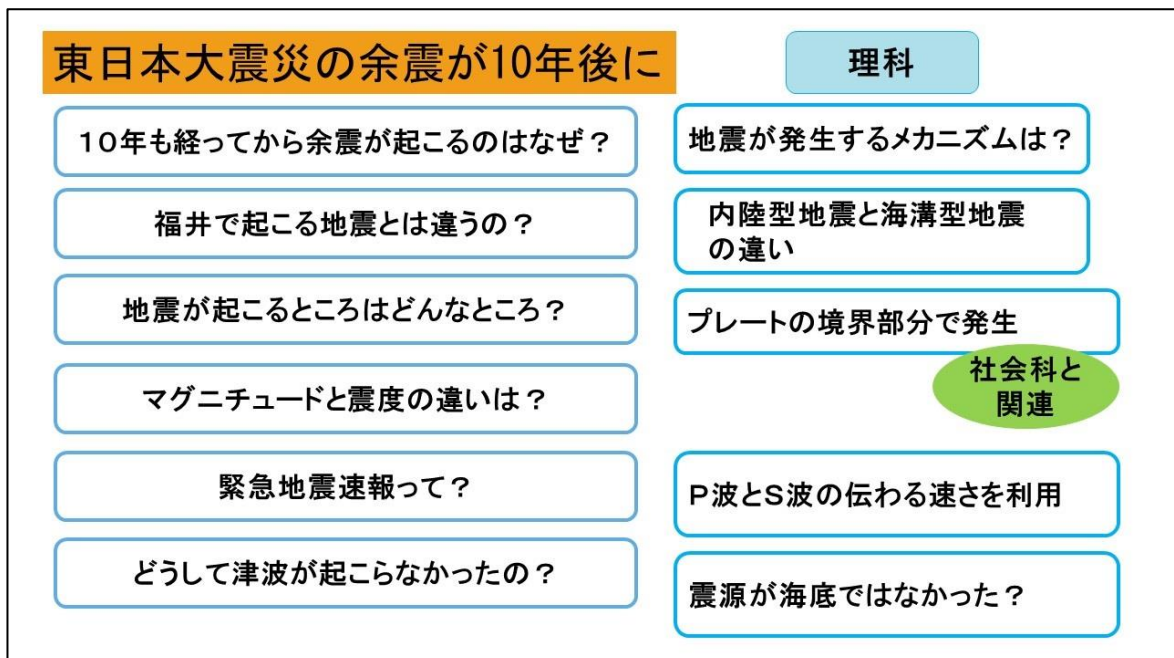 東日本大震災の余震が10年後に
理科
１０年も経ってから余震が起こるのはなぜ？
地震が発生するメカニズムは？
福井で起こる地震とは違うの？
内陸型地震と海溝型地震
の違い
地震が起こるところはどんなところ？
プレートの境界部分で発生
社会科と
関連
マグニチュードと震度の違いは？
緊急地震速報って？
Ｐ波とＳ波の伝わる速さを利用
どうして津波が起こらなかったの？
震源が海底ではなかった？